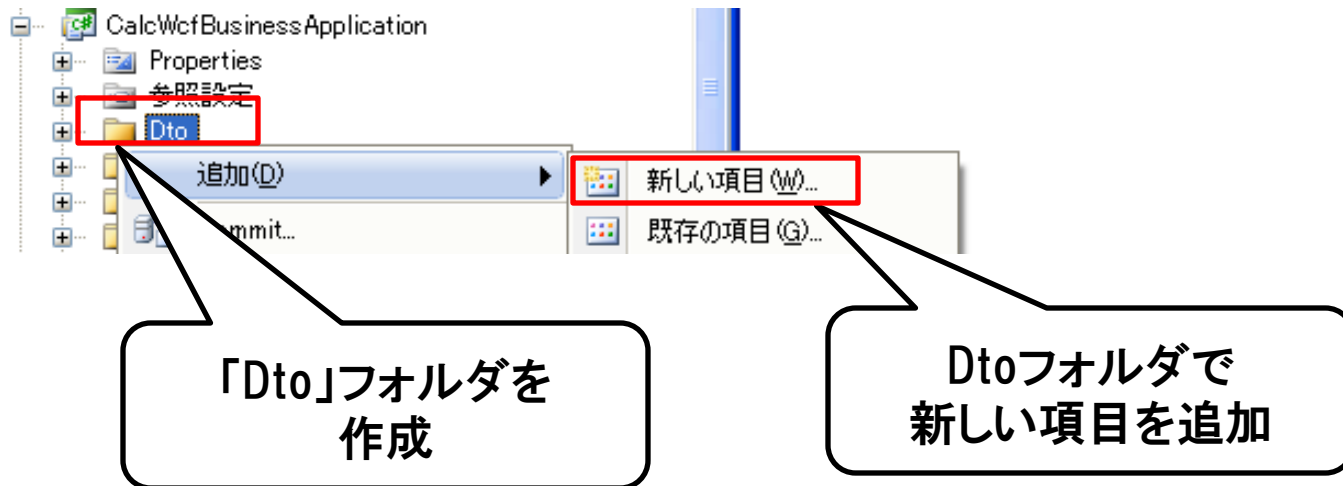 CalcWcfBusinessApplication
Properties
参照設定
Dto
追加(D)
新しい項目(W)...
既存の項目(G)...
「Dto」フォルダを
作成
Dtoフォルダで
新しい項目を追加